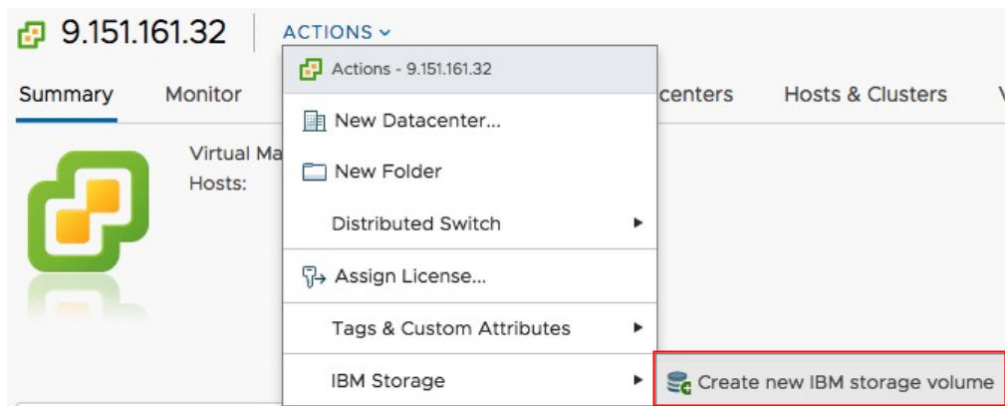 9.151.161.32 ACTIONS
Actions - 9.151.161.32
Summary Monitor centers Hosts & Clusters
New Datacenter...
Virtual Ma
New Folder
Hosts:
Distributed Switch
Assign License...
Tags & Custom Attributes
IBM Storage Create new IBM storage volume